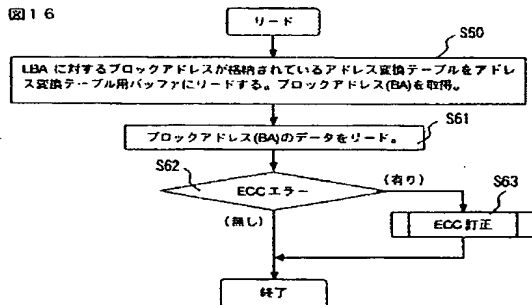 図16
リード
S50
LBA に対するブロックアドレスが格納されているアドレス変換テーブルをアドレ
ス変換テーブル用バッファにリードする。ブロックアドレス(BA)を取得。
S61
ブロックアドレス(BA)のデータをリード。
S62
ECCエラー
(有り)
S63
(無し)
ECC訂正
終了